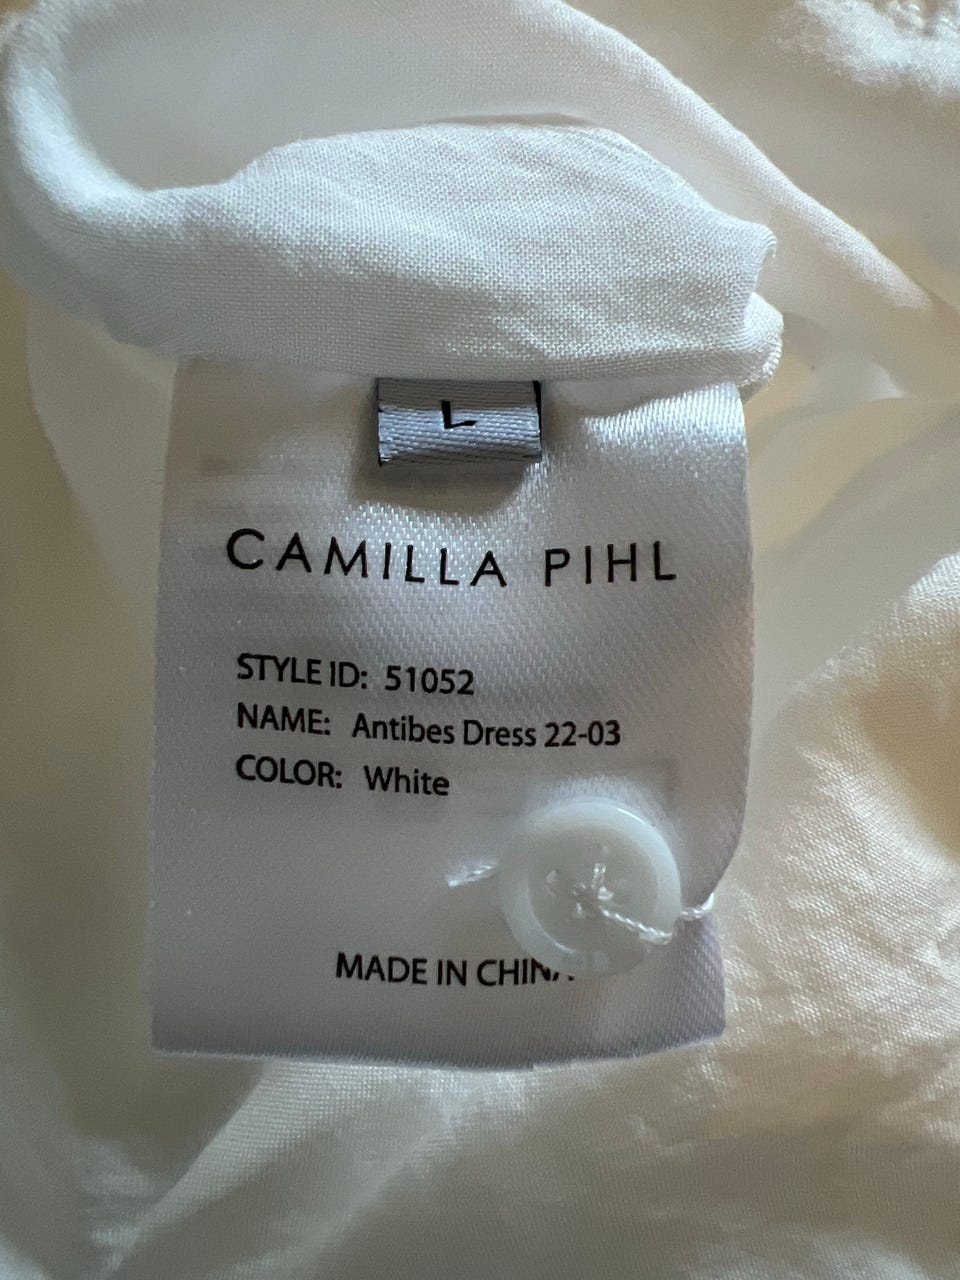 L
CAMILLA PIHL
STYLE ID: 51052
NAME: Antibes Dress 22-03
COLOR: White
MADE IN CHINA